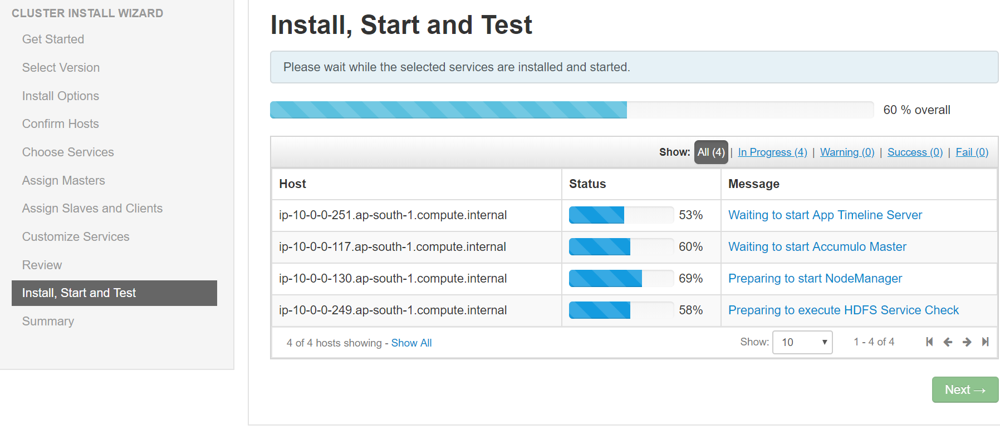 CLUSTER INSTALL WIZARD
Get Started
Select Version
Install Options
Confirm Hosts
Choose Services
Assign Masters
Assign Slaves and Clients
Customize Services
Review
Install, Start and Test
Summary
Install, Start and Test
Please wait while the selected services are installed and started.
60 % overall
Show: All (4) | In Progress (4) | Warning (0) | Success (0) | Fail (0)
Host Status Message
ip-10-0-0-251.ap-south-1.compute.internal 53% Waiting to start App Timeline Server
ip-10-0-0-117.ap-south-1.compute.internal 60% Waiting to start Accumulo Master
ip-10-0-0-130.ap-south-1.compute.internal 69% Preparing to start NodeManager
ip-10-0-0-249.ap-south-1.compute.internal 58% Preparing to execute HDFS Service Check
4 of 4 hosts showing - Show All Show: 10 1 - 4 of 4
Next →